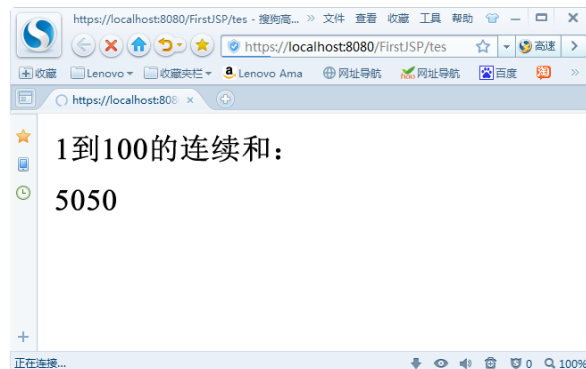 https://localhost:8080/FirstJSP/tes - 搜狗高... » 文件 查看 收藏 工具 帮助
https://localhost:8080/FirstJSP/tes 高速
收藏 Lenovo 收藏夹栏 Lenovo Ama 网址导航 网址导航 百度 淘 »
https://localhost:808 ×
1到100的连续和：
5050
正在连接... 0 100%